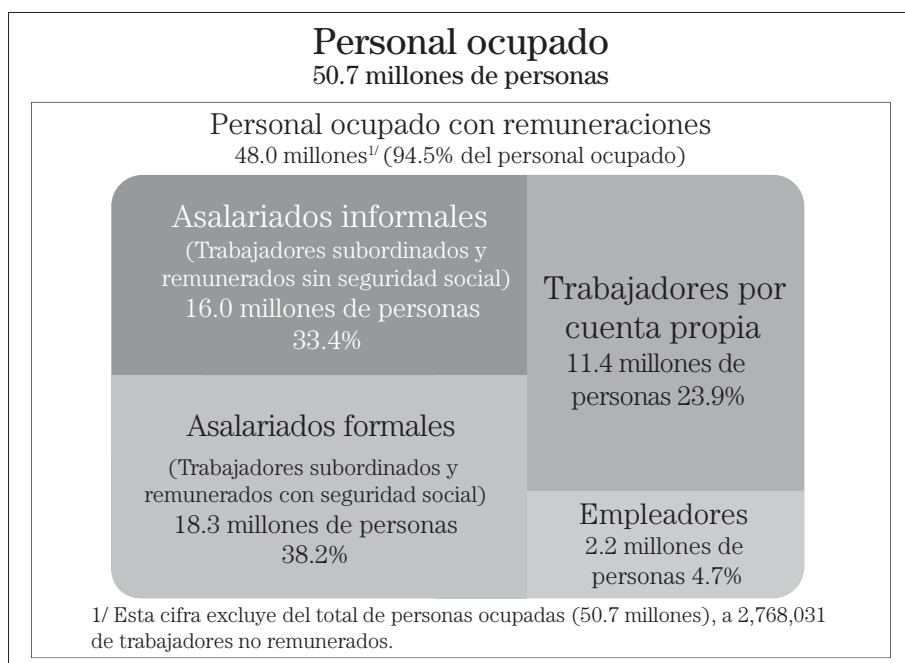 Personal ocupado
50.7 millones de personas
Personal ocupado con remuneraciones
48.0 millones1/ (94.5% del personal ocupado)
Asalariados informales
(Trabajadores subordinados y
remunerados sin seguridad social)
16.0 millones de personas
33.4%
Asalariados formales
(Trabajadores subordinados y
remunerados con seguridad social)
18.3 millones de personas
38.2%
Trabajadores por
cuenta propia
11.4 millones de
personas 23.9%
Empleadores
2.2 millones de
personas 4.7%
1/ Esta cifra excluye del total de personas ocupadas (50.7 millones), a 2,768,031
de trabajadores no remunerados.